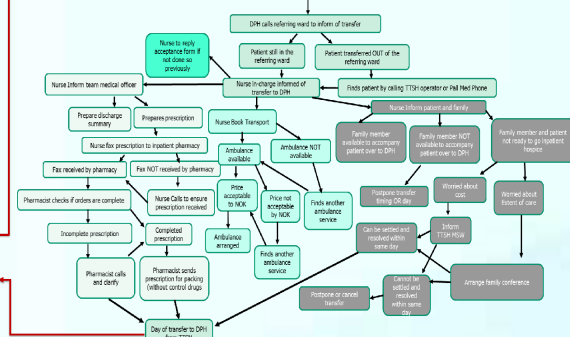 DPH calls referring ward to inform of transfer
Nurse to reply
acceptance form if
not done so
previously
Patient still in the
referring ward
Patient transferred OUT of the
referring ward
Nurse Inform team medical officer
Nurse in-charge informed of
transfer to DPH
Finds patient by calling TTSH operator or Pall Med Phone
Prepare discharge
summary
Prepares prescription
Nurse Book Transport
Nurse Inform patient and family
Nurse fax prescription to inpatient pharmacy
Ambulance
available
Ambulance NOT
available
Family member
available to accompany
patient over to DPH
Family member NOT
available to accompany
patient over to DPH
Family member and patient
not ready to go inpatient
hospice
Fax received by pharmacy
Fax NOT received by pharmacy
Pharmacist checks if orders are complete
Nurse Calls to ensure
prescription received
Price
acceptable
to NOK
Price not
acceptable
by NOK
Finds another
ambulance
service
Postpone transfer
timing OR day
Worried about
cost
Worried about
Extent of care
Incomplete prescription
Completed
prescription
Ambulance
arranged
Can be settled and
resolved within
same day
Inform
TTSH MSW
Pharmacist calls
and clarify
Pharmacist sends
prescription for packing
(without control drugs
Finds another
ambulance
service
Postpone or cancel
transfer
Cannot be
settled and
resolved
within same
day
Arrange family conference
Day of transfer to DPH
from TTSH